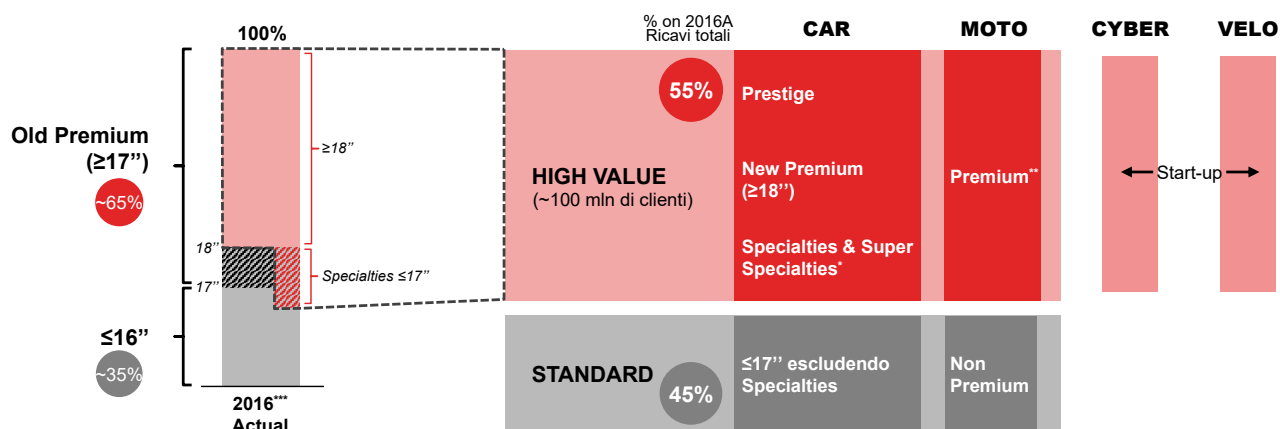 100%
% on 2016A
Ricavi totali
CAR
MOTO
CYBER
VELO
Old Premium
(≥17’’)
~65%
≥18’’
18’’
17’’
Specialties ≤17’’
≤16’’
~35%
2016***
Actual
55%
HIGH VALUE
(~100 mln di clienti)
Prestige
New Premium
(≥18’’)
Specialties & Super
Specialties*
Premium**
Start-up
STANDARD
45%
≤17’’ escludendo
Specialties
Non
Premium